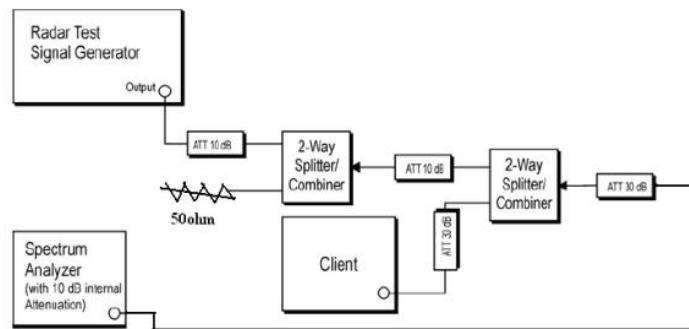 Radar Test
Signal Generator
Output
ATT 10 dB
2-Way
Splitter/
Combiner
ATT 10 dB
2-Way
Splitter/
Combiner
ATT 30 dB
50ohm
ATT 30 dB
Client
Spectrum
Analyzer
(with 10 dB internal
Attenuation)